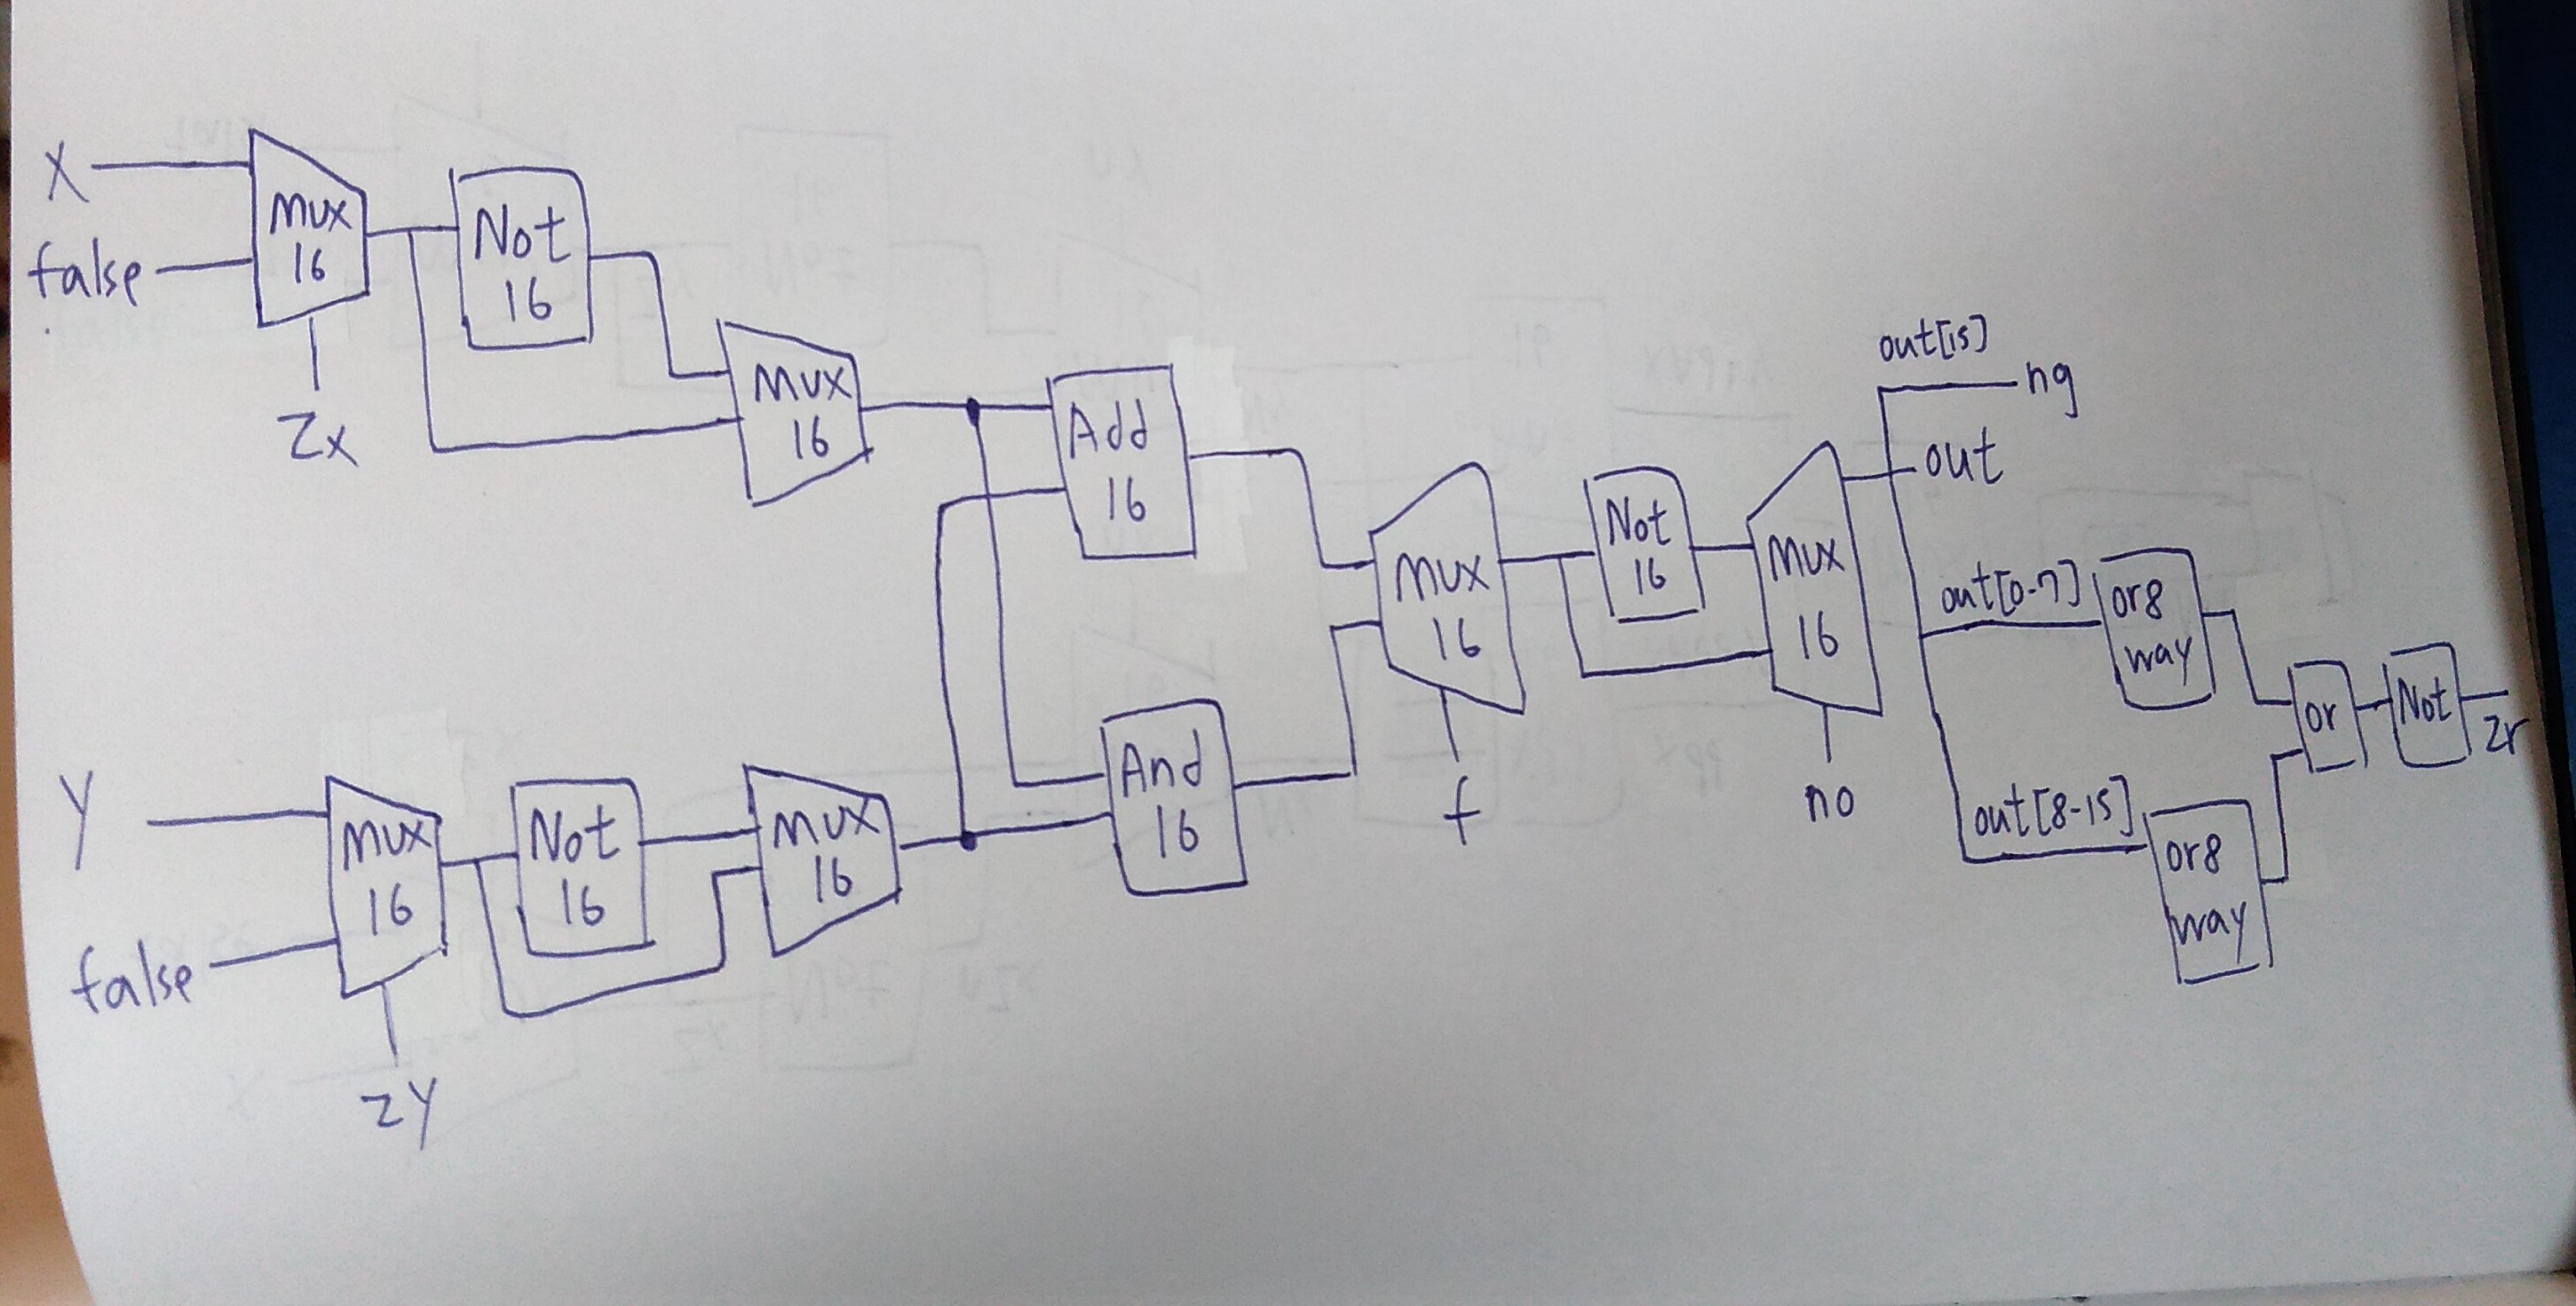 X
false
Mux
16
Zx
Not
16
Mux
16
Y
false
Mux
16
zY
Not
16
Mux
16
Add
16
And
16
Mux
16
f
Not
16
Mux
16
no
out[15]
ng
out
out[0-7]
or8
way
out[8-15]
or8
way
or
Not
zr